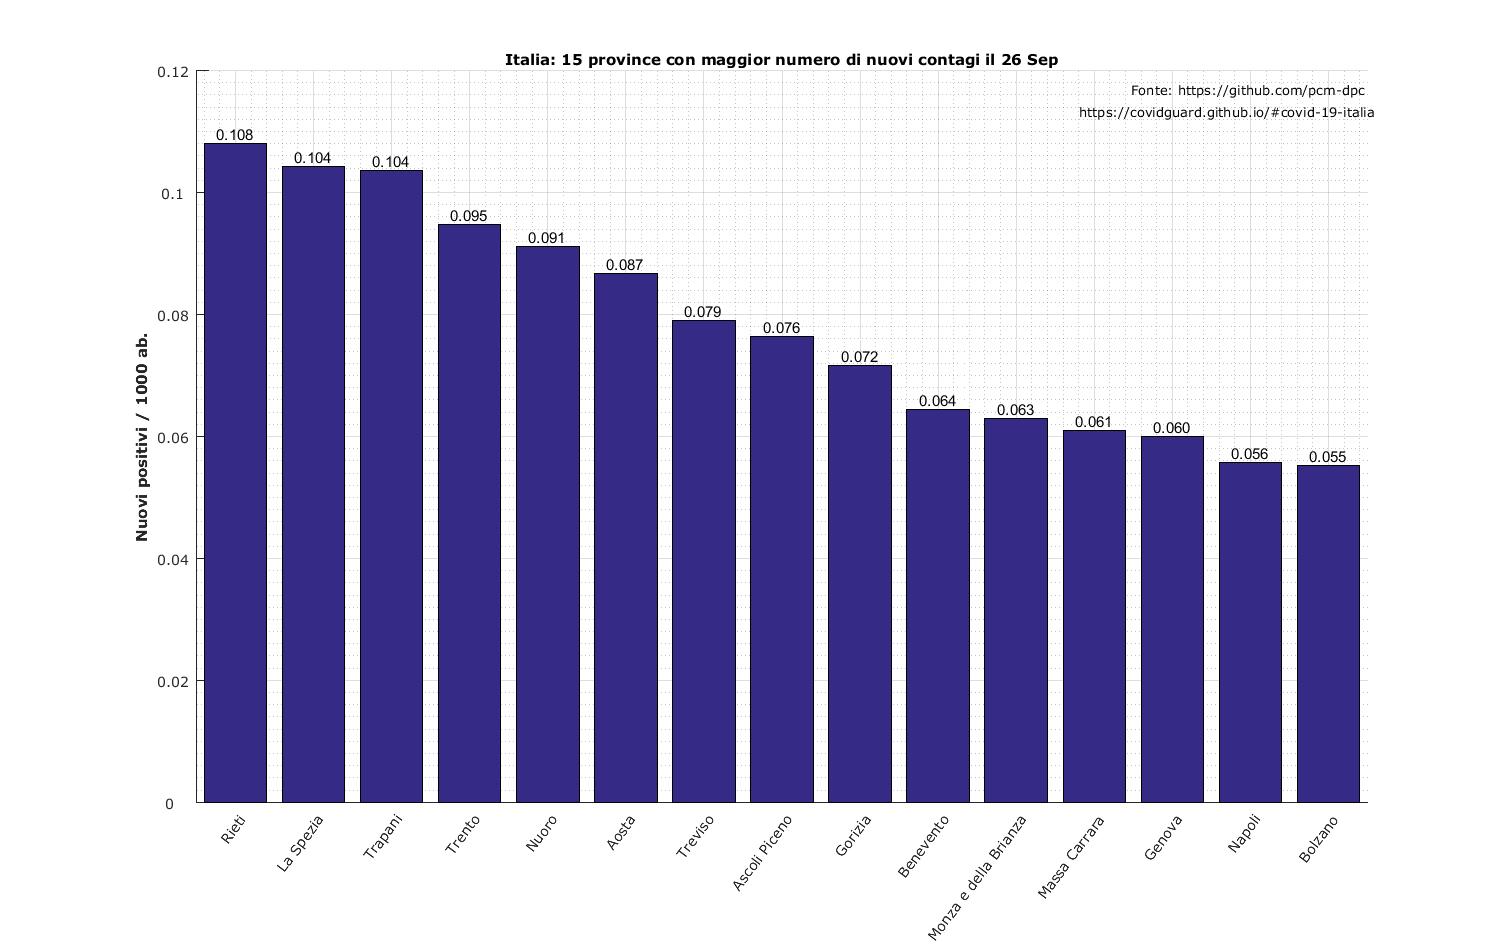 Italia: 15 province con maggior numero di nuovi contagi il 26 Sep
Fonte: https://github.com/pcm-dpc
https://covidguard.github.io/#covid-19-italia
Nuovi positivi / 1000 ab.
0.12
0.1
0.08
0.06
0.04
0.02
0
0.108
0.104
0.104
0.095
0.091
0.087
0.079
0.076
0.072
0.064
0.063
0.061
0.060
0.056
0.055
Rieti
La Spezia
Trapani
Trento
Nuoro
Aosta
Treviso
Ascoli Piceno
Gorizia
Benevento
Monza e della Brianza
Massa Carrara
Genova
Napoli
Bolzano